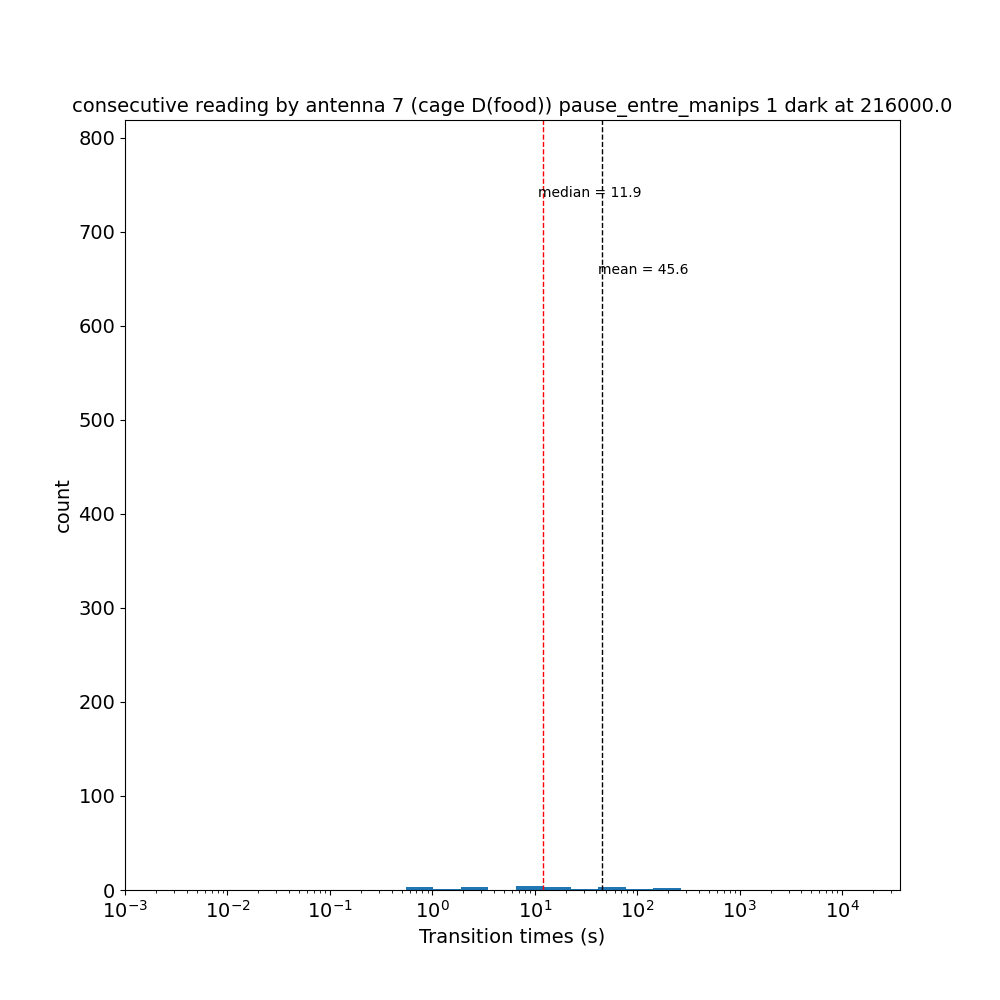 consecutive reading by antenna 7 (cage D(food)) pause_entre_manips 1 dark at 216000.0
800
median = 11.9
700
mean = 45.6
600
500
400
count
300
200
100
0
10⁻³ 10⁻² 10⁻¹ 10⁰ 10¹ 10² 10³ 10⁴
Transition times (s)